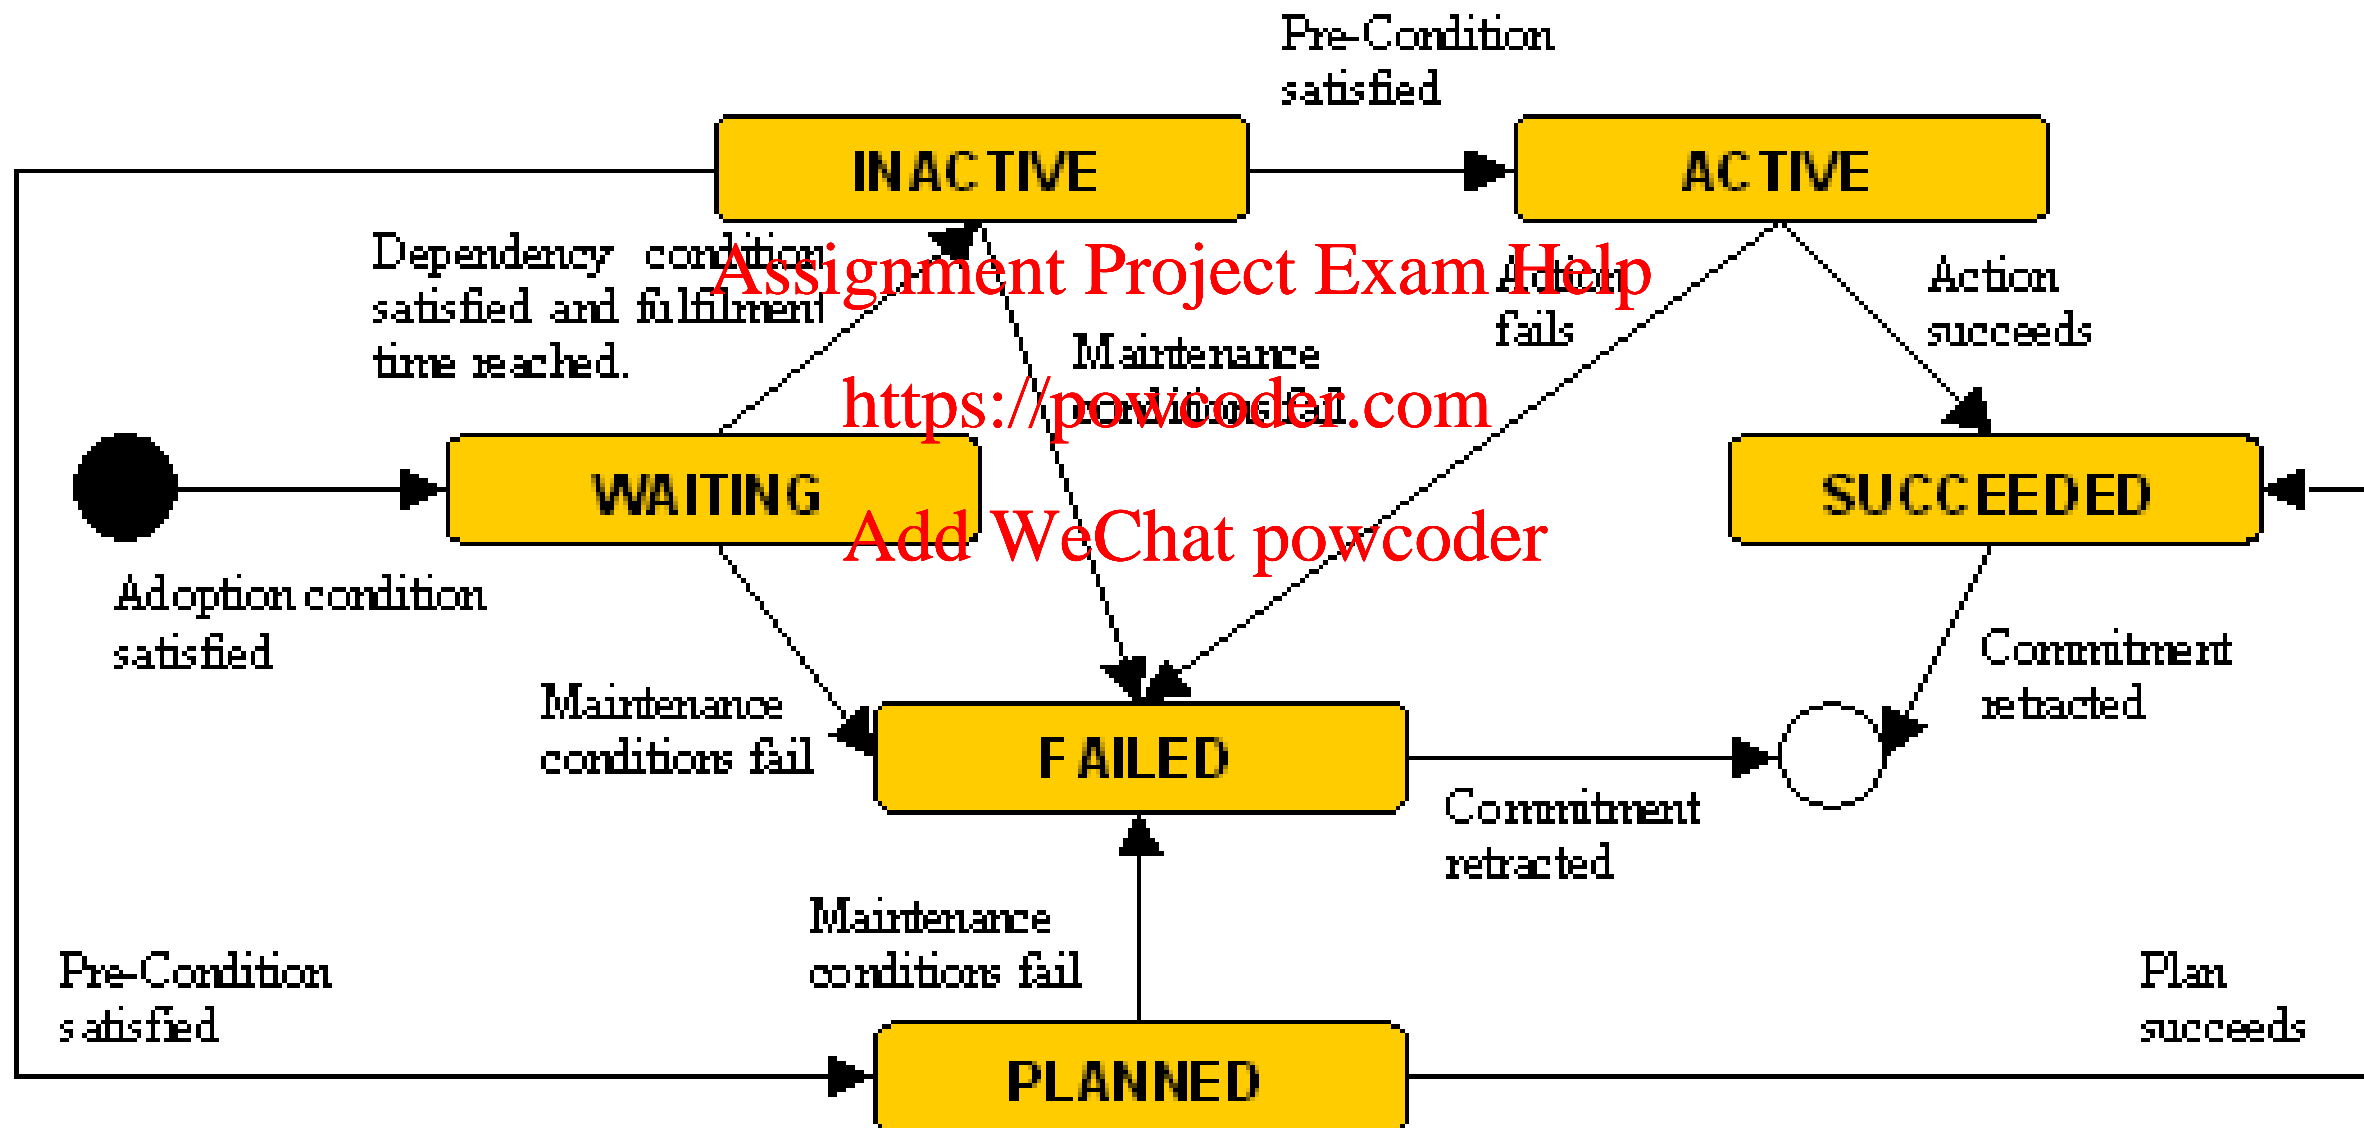 Pre-Condition
satisfied
INACTIVE
ACTIVE
Dependency condition
satisfied and fulfilment
time reached.
Assignment Project Exam Help
Action
fails
Action
succeeds
Maintenance
conditions fail
https://powcoder.com
WAITING
SUCCEEDED
Add WeChat powcoder
Adoption condition
satisfied
Maintenance
conditions fail
Commitment
retracted
FAILED
Commitment
retracted
Maintenance
conditions fail
Pre-Condition
satisfied
Plan
succeeds
PLANNED